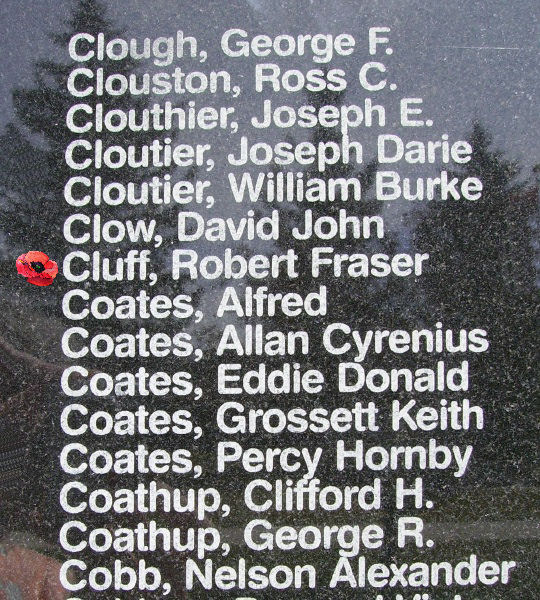 Clough, George F.
Clouston, Ross C.
Clouthier, Joseph E.
Cloutier, Joseph Darie
Cloutier, William Burke
Clow, David John
Cluff, Robert Fraser
Coates, Alfred
Coates, Allan Cyrenius
Coates, Eddie Donald
Coates, Grossett Keith
Coates, Percy Hornby
Coathup, Clifford H.
Coathup, George R.
Cobb, Nelson Alexander